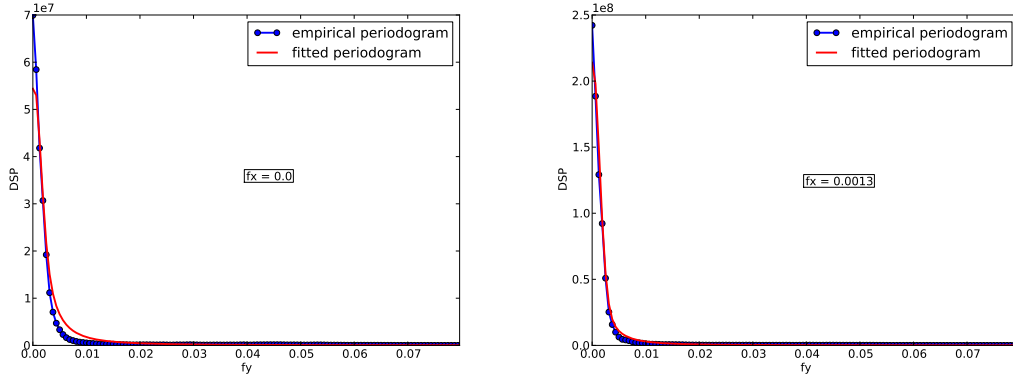 1e7
7
6
5
4
3
2
1
0
DSP
empirical periodogram
fitted periodogram
fx = 0.0
0.00 0.01 0.02 0.03 0.04 0.05 0.06 0.07
fy
1e8
2.5
2.0
1.5
1.0
0.5
0.0
DSP
empirical periodogram
fitted periodogram
fx = 0.0013
0.00 0.01 0.02 0.03 0.04 0.05 0.06 0.07
fy